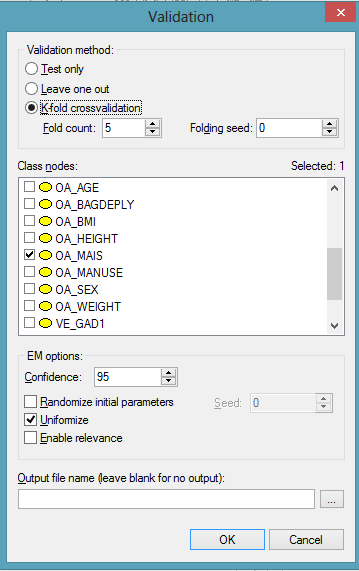 Validation
Validation method:
Test only
Leave one out
K-fold crossvalidation
Fold count: 5 Folding seed: 0
Class nodes: Selected: 1
OA_AGE
OA_BAGDEPLY
OA_BMI
OA_HEIGHT
OA_MAIS
OA_MANUSE
OA_SEX
OA_WEIGHT
VE_GAD1
EM options:
Confidence: 95
Randomize initial parameters Seed: 0
Uniformize
Enable relevance
Output file name (leave blank for no output):
...
OK Cancel